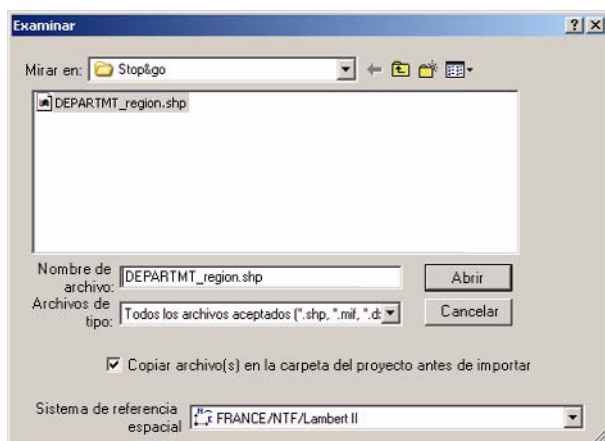 Examinar
Mirar en: Stop&go
DEPARTMT_region.shp
Nombre de archivo: DEPARTMT_region.shp
Abrir
Archivos de tipo: Todos los archivos aceptados (*.shp, *.mif, *.d
Cancelar
Copiar archivo(s) en la carpeta del proyecto antes de importar
Sistema de referencia espacial FRANCE/NTF/Lambert II